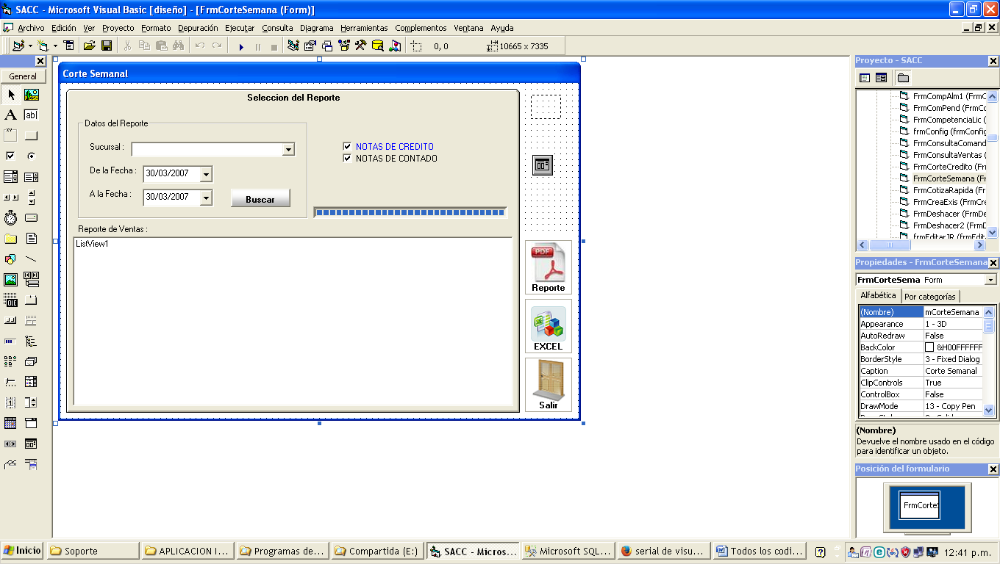 SACC - Microsoft Visual Basic [diseño] - [FrmCorteSemana (Form)]
Archivo Edición Ver Proyecto Formato Depuración Ejecutar Consulta Diagrama Herramientas Complementos Ventana Ayuda
0, 0 10665 x 7335
General
A ab|
XY
OLE
Corte Semanal
Seleccion del Reporte
Datos del Reporte
Sucursal :
De la Fecha : 30/03/2007
A la Fecha : 30/03/2007
Buscar
NOTAS DE CREDITO
NOTAS DE CONTADO
Reporte de Ventas :
ListView1
PDF
Reporte
EXCEL
Salir
Proyecto - SACC
FrmCompAlm1 (FrmC
FrmComPend (FrmCo
FrmCompetenciaLic (
frmConfig (frmConfig
FrmConsultaComand
FrmConsultaVentas (
FrmCorteCredito (Frm
FrmCorteSemana (Fr
FrmCotizaRapida (Fr
FrmCreaExis (FrmCre
FrmDeshacer (FrmDe
FrmDeshacer2 (FrmD
frmEditarJR (frmEdit
Propiedades - FrmCorteSemana
FrmCorteSema Form
Alfabética Por categorías
(Nombre) mCorteSemana
Appearance 1 - 3D
AutoRedraw False
BackColor &H00FFFFFF
BorderStyle 3 - Fixed Dialog
Caption Corte Semanal
ClipControls True
ControlBox False
DrawMode 13 - Copy Pen
(Nombre)
Devuelve el nombre usado en el código
para identificar un objeto.
Posición del formulario
FrmCorteS
Inicio Soporte APLICACION I... Programas de... Compartida (E:) SACC - Micros... Microsoft SQL... serial de visu... Todos los codi... 12:41 p.m.